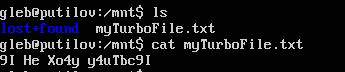 gleb@putilov:/mnt$ ls
lost+found  myTurboFile.txt
gleb@putilov:/mnt$ cat myTurboFile.txt
9I He Xo4y y4uTbc9I